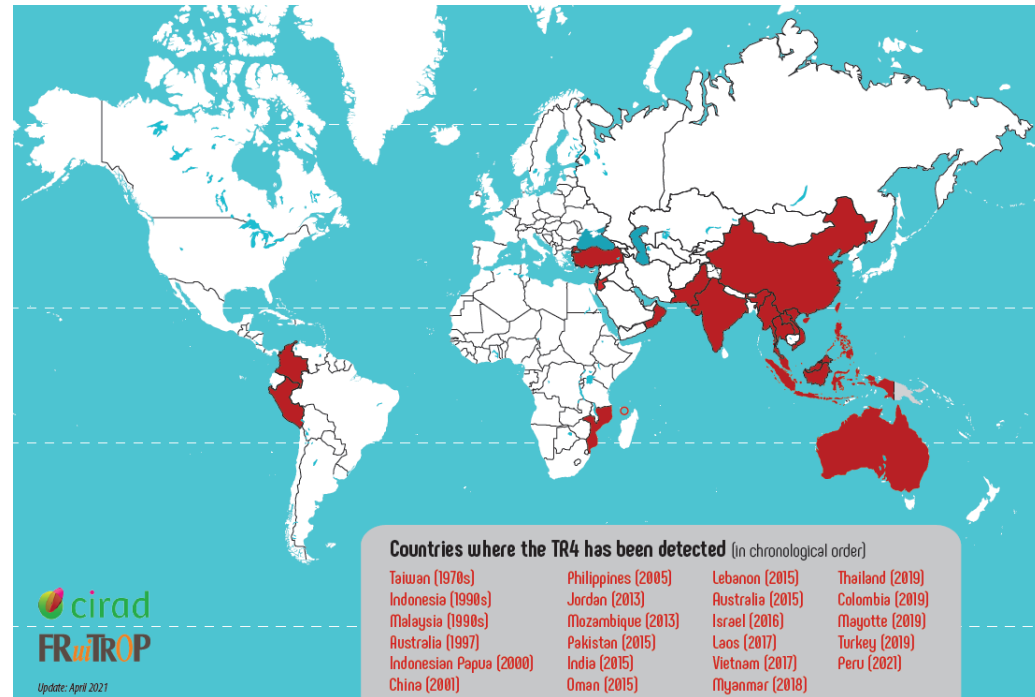 Countries where the TR4 has been detected (in chronological order)
Taiwan (1970s)
Indonesia (1990s)
Malaysia (1990s)
Australia (1997)
Indonesian Papua (2000)
China (2001)
Philippines (2005)
Jordan (2013)
Mozambique (2013)
Pakistan (2015)
India (2015)
Oman (2015)
Lebanon (2015)
Australia (2015)
Israel (2016)
Laos (2017)
Vietnam (2017)
Myanmar (2018)
Thailand (2019)
Colombia (2019)
Mayotte (2019)
Turkey (2019)
Peru (2021)
cirad
FRuiTROP
Update: April 2021